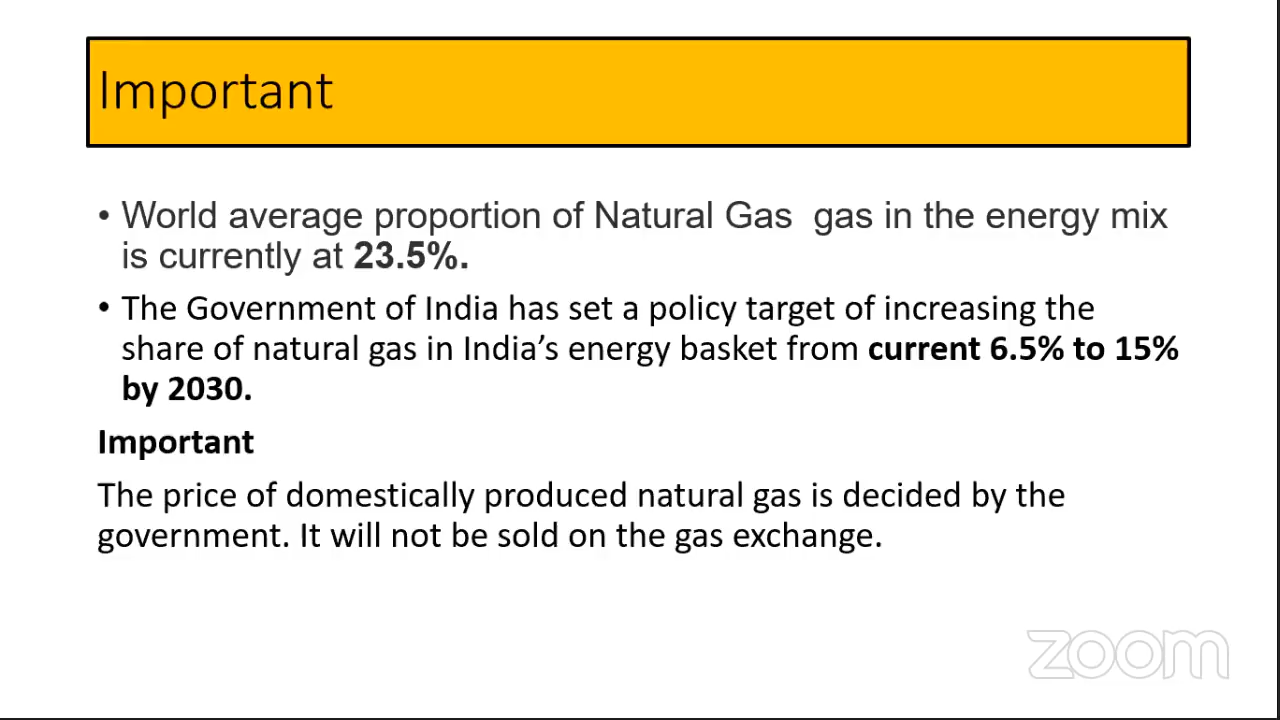 Important
• World average proportion of Natural Gas  gas in the energy mix
is currently at 23.5%.
• The Government of India has set a policy target of increasing the
share of natural gas in India’s energy basket from current 6.5% to 15%
by 2030.
Important
The price of domestically produced natural gas is decided by the
government. It will not be sold on the gas exchange.
zoom